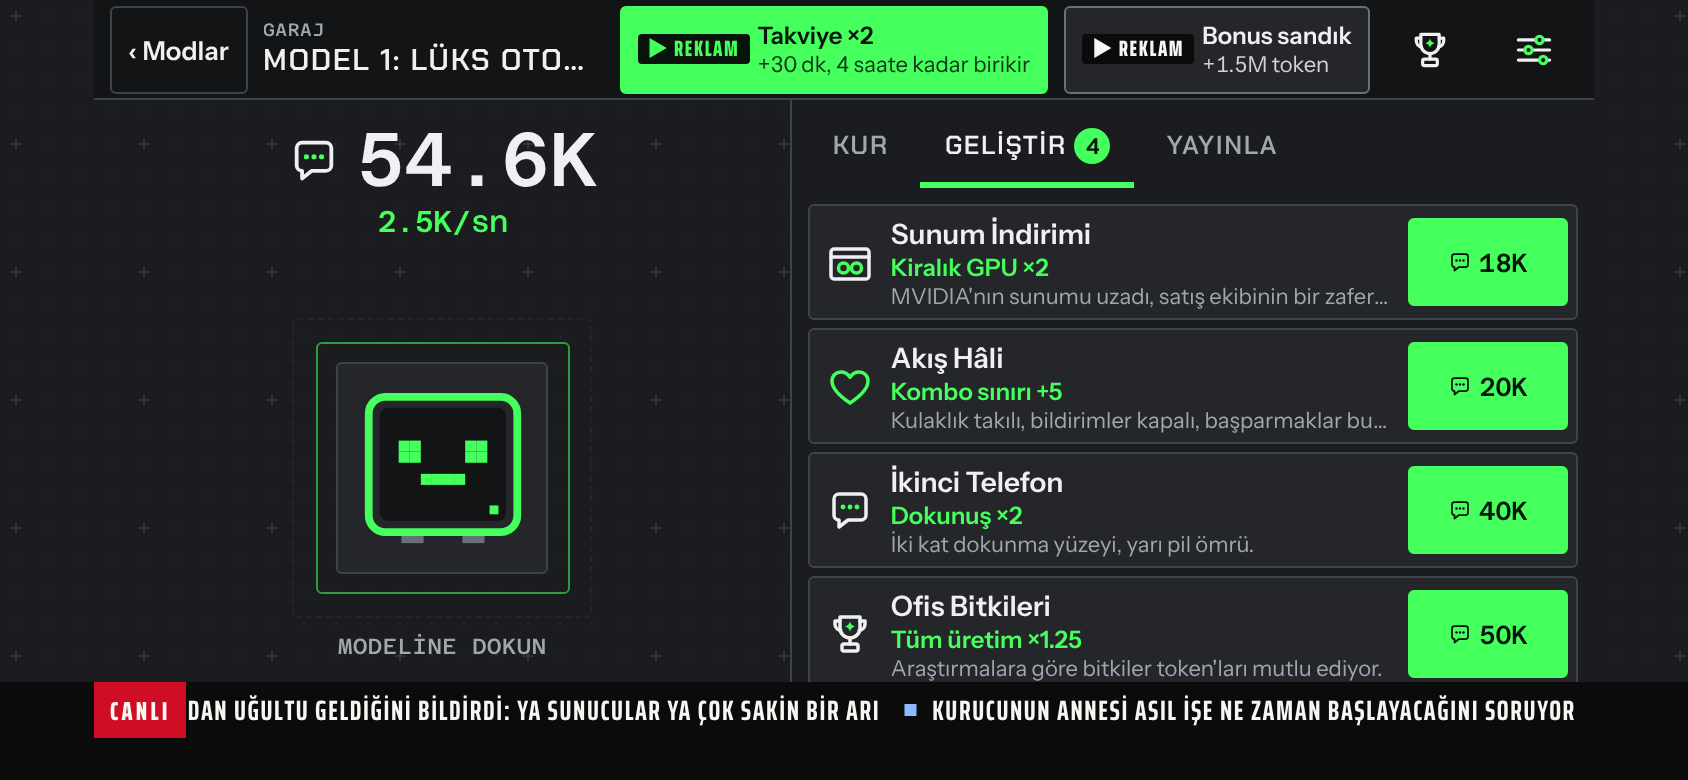 ‹ Modlar
GARAJ
MODEL 1: LÜKS OTO...
REKLAM
Takviye ×2
+30 dk, 4 saate kadar birikir
REKLAM
Bonus sandık
+1.5M token
54.6K
2.5K/sn
MODELİNE DOKUN
KUR
GELİŞTİR 4
YAYINLA
Sunum İndirimi
Kiralık GPU ×2
MVIDIA'nın sunumu uzadı, satış ekibinin bir zafer...
18K
Akış Hâli
Kombo sınırı +5
Kulaklık takılı, bildirimler kapalı, başparmaklar bu...
20K
İkinci Telefon
Dokunuş ×2
İki kat dokunma yüzeyi, yarı pil ömrü.
40K
Ofis Bitkileri
Tüm üretim ×1.25
Araştırmalara göre bitkiler token'ları mutlu ediyor.
50K
CANLI
DAN UĞULTU GELDİĞİNİ BİLDİRDİ: YA SUNUCULAR YA ÇOK SAKİN BİR ARI
KURUCUNUN ANNESİ ASIL İŞE NE ZAMAN BAŞLAYACAĞINI SORUYOR